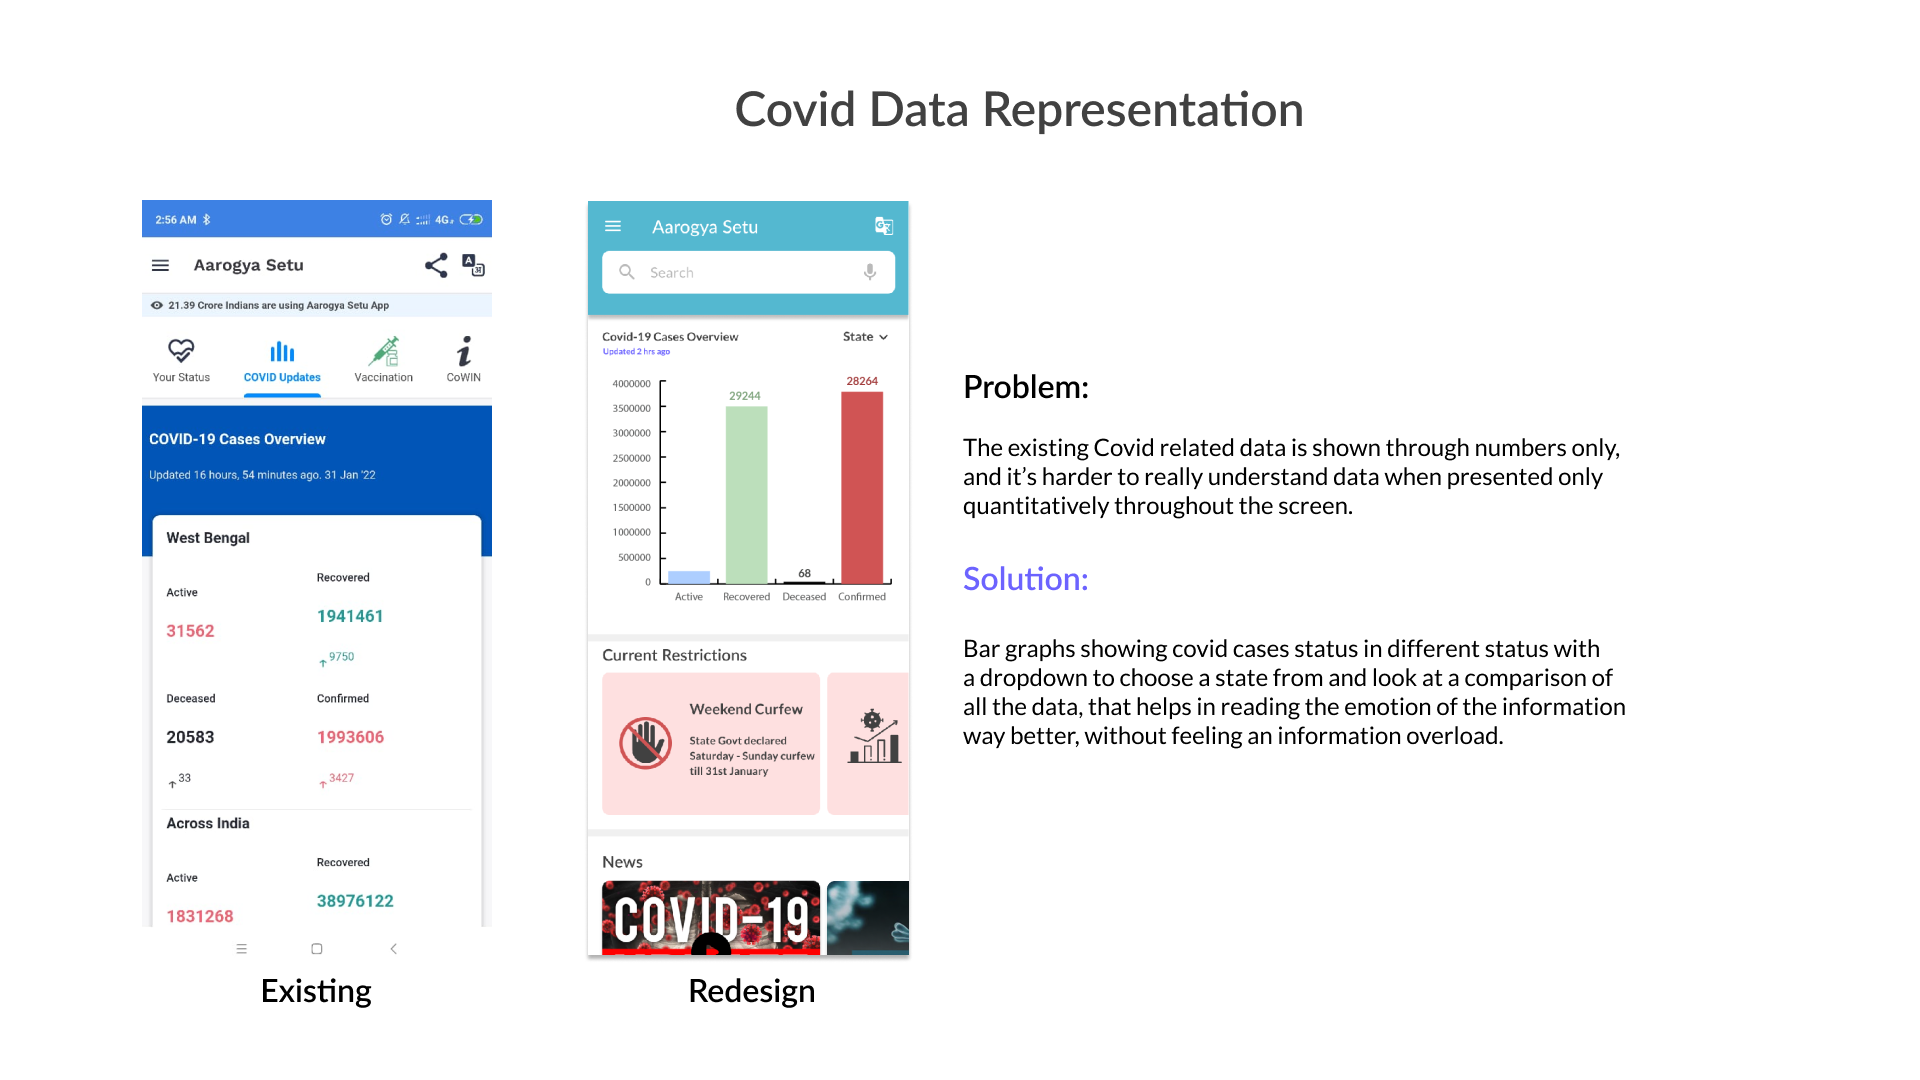 Covid Data Representation
2:56 AM
4G
Aarogya Setu
21.39 Crore Indians are using Aarogya Setu App
Your Status
COVID Updates
Vaccination
CoWIN
COVID-19 Cases Overview
Updated 16 hours, 54 minutes ago. 31 Jan '22
West Bengal
Active
Recovered
31562
1941461
↑9750
Deceased
Confirmed
20583
1993606
↑33
↑3427
Across India
Active
Recovered
1831268
38976122
Existing
Aarogya Setu
Search
Covid-19 Cases Overview
State
Updated 2 hrs ago
4000000
3500000
3000000
2500000
2000000
1500000
1000000
500000
0
29244
68
28264
Active
Recovered
Deceased
Confirmed
Current Restrictions
Weekend Curfew
State Govt declared
Saturday - Sunday curfew
till 31st January
News
COVID-19
Redesign
Problem:
The existing Covid related data is shown through numbers only,
and it’s harder to really understand data when presented only
quantitatively throughout the screen.
Solution:
Bar graphs showing covid cases status in different status with
a dropdown to choose a state from and look at a comparison of
all the data, that helps in reading the emotion of the information
way better, without feeling an information overload.